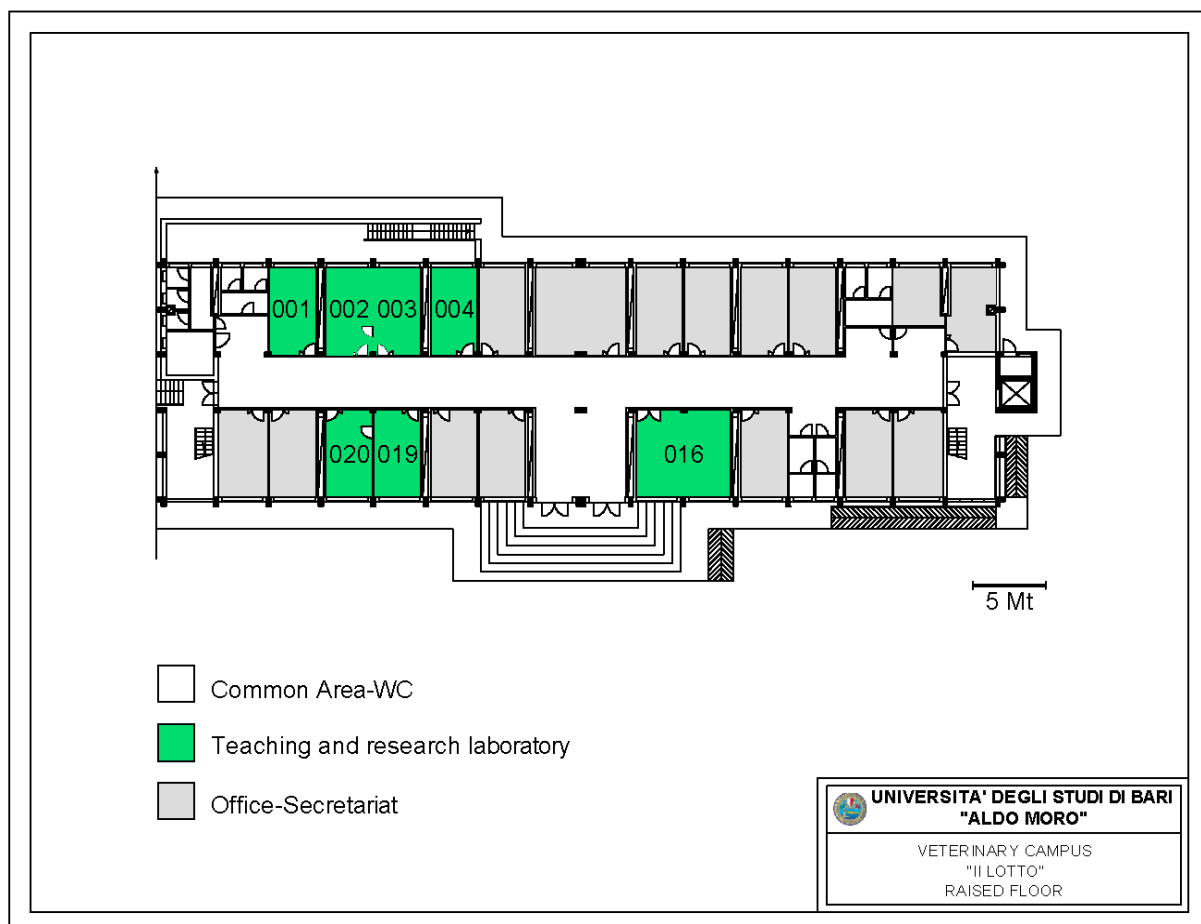 001 002 003 004
020 019 016
5 Mt
Common Area-WC
Teaching and research laboratory
Office-Secretariat
UNIVERSITA' DEGLI STUDI DI BARI
"ALDO MORO"
VETERINARY CAMPUS
"II LOTTO"
RAISED FLOOR